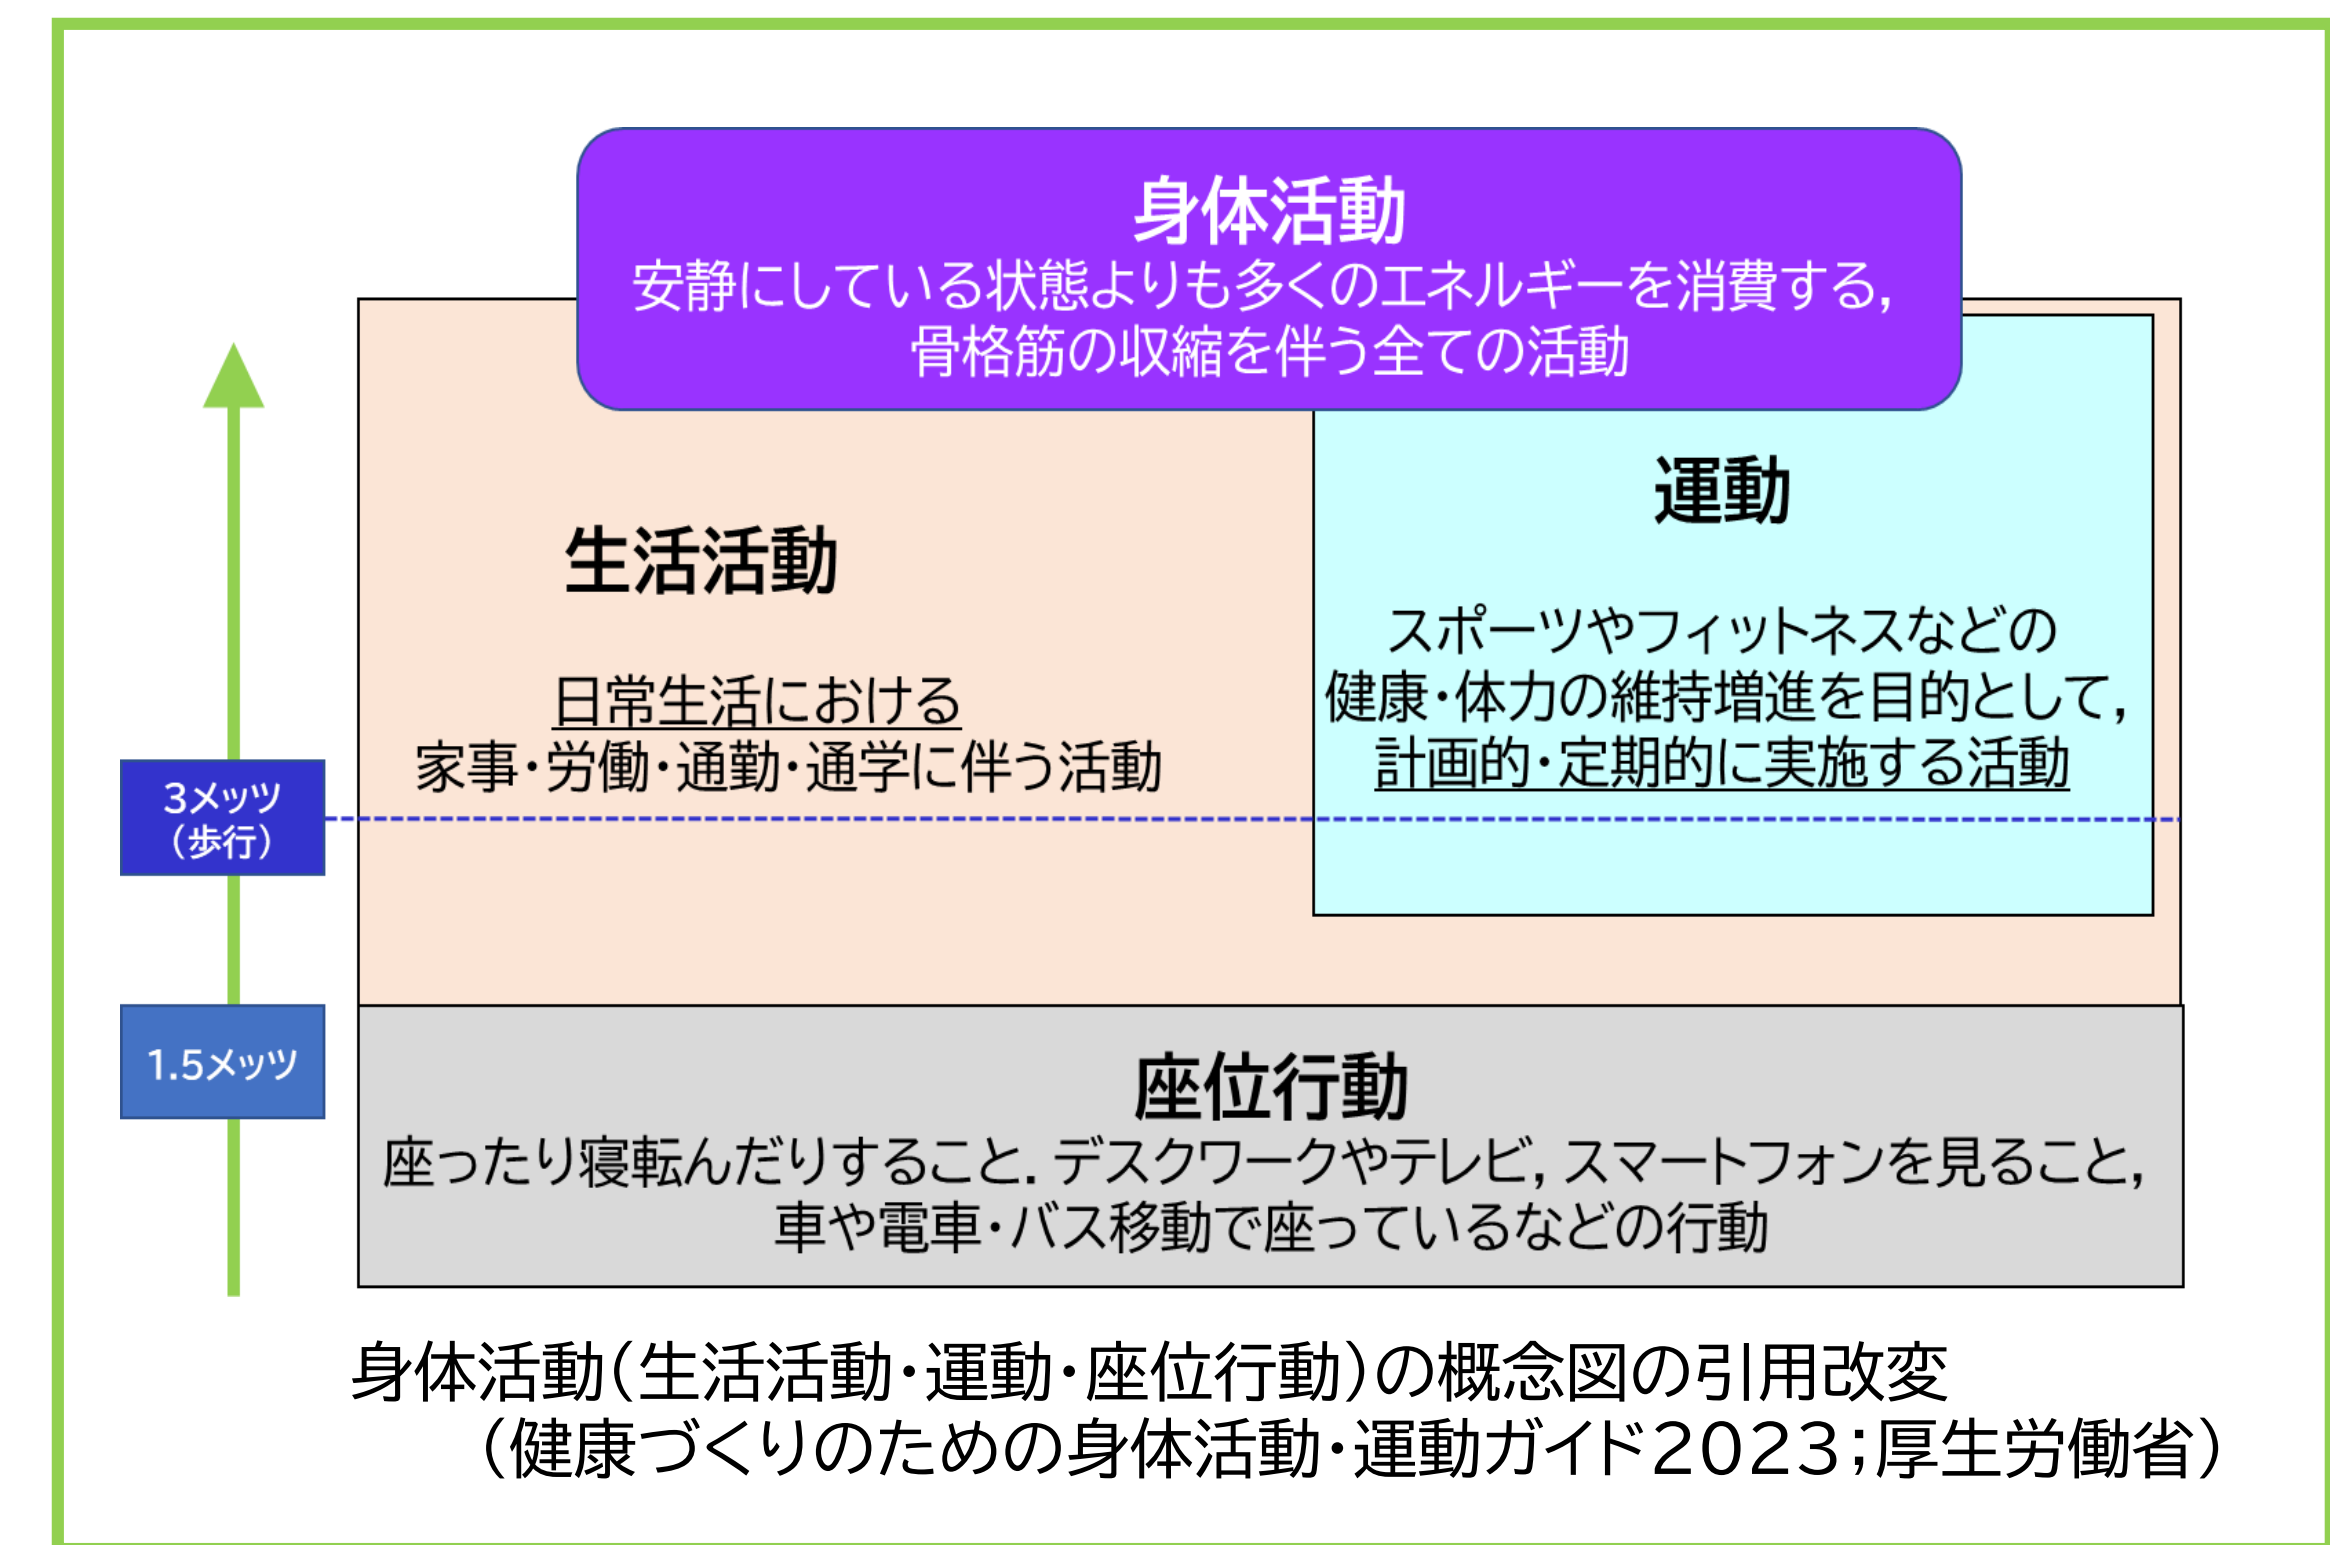 身体活動
安静にしている状態よりも多くのエネルギーを消費する，
骨格筋の収縮を伴う全ての活動
運動
スポーツやフィットネスなどの
健康・体力の維持増進を目的として，
計画的・定期的に実施する活動
生活活動
日常生活における
家事・労働・通勤・通学に伴う活動
3メッツ
（歩行）
1.5メッツ
座位行動
座ったり寝転んだりすること．デスクワークやテレビ，スマートフォンを見ること，
車や電車・バス移動で座っているなどの行動
身体活動（生活活動・運動・座位行動）の概念図の引用改変
（健康づくりのための身体活動・運動ガイド2023；厚生労働省）